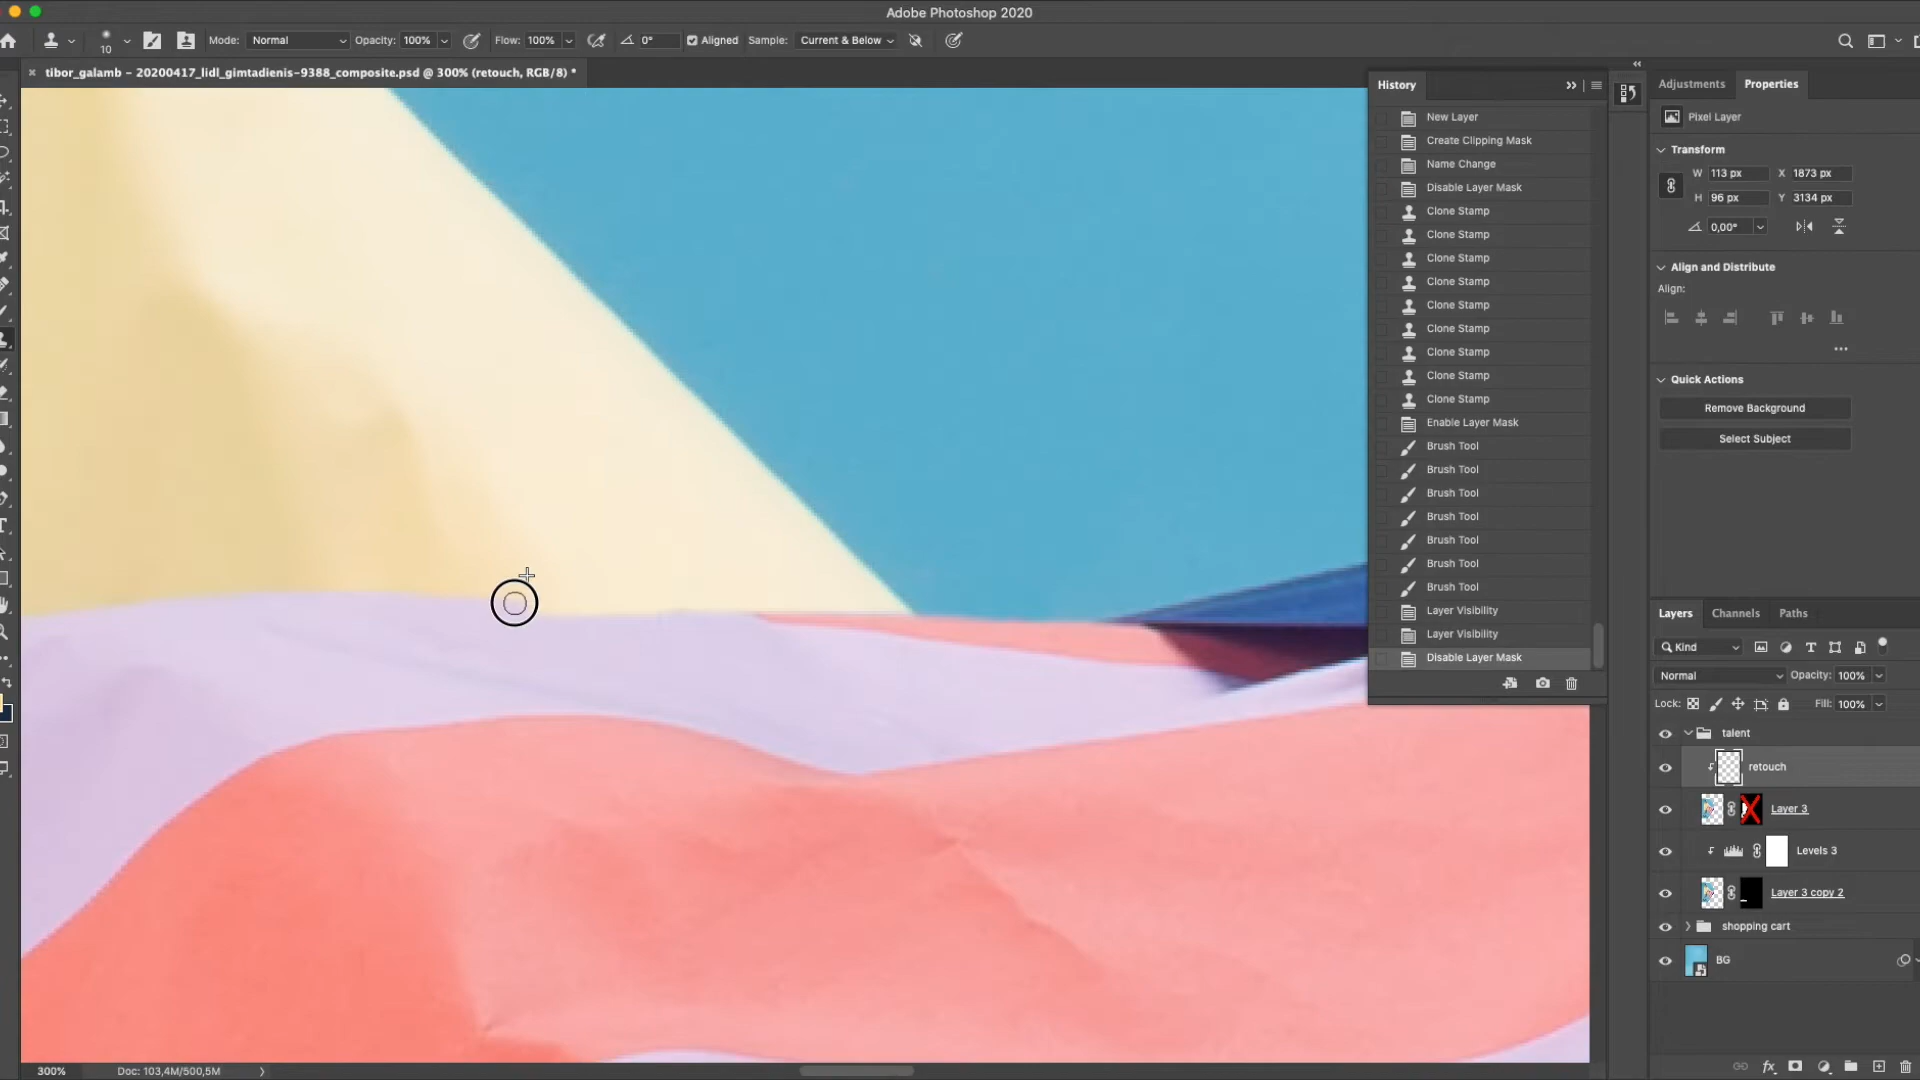 Adobe Photoshop 2020
10
Mode: Normal
Opacity: 100%
Flow: 100%
0°
Aligned
Sample: Current & Below
tibor_galamb - 20200417_lidl_gimtadienis-9388_composite.psd @ 300% (retouch, RGB/8) *
History
New Layer
Create Clipping Mask
Name Change
Disable Layer Mask
Clone Stamp
Clone Stamp
Clone Stamp
Clone Stamp
Clone Stamp
Clone Stamp
Clone Stamp
Clone Stamp
Clone Stamp
Enable Layer Mask
Brush Tool
Brush Tool
Brush Tool
Brush Tool
Brush Tool
Brush Tool
Brush Tool
Layer Visibility
Layer Visibility
Disable Layer Mask
Adjustments
Properties
Pixel Layer
Transform
W 113 px X 1873 px
H 96 px Y 3134 px
0,00°
Align and Distribute
Align:
Quick Actions
Remove Background
Select Subject
Layers
Channels
Paths
Kind
Normal
Opacity: 100%
Lock:
Fill: 100%
talent
retouch
Layer 3
Levels 3
Layer 3 copy 2
shopping cart
BG
fx
300%
Doc: 103,4M/500,5M